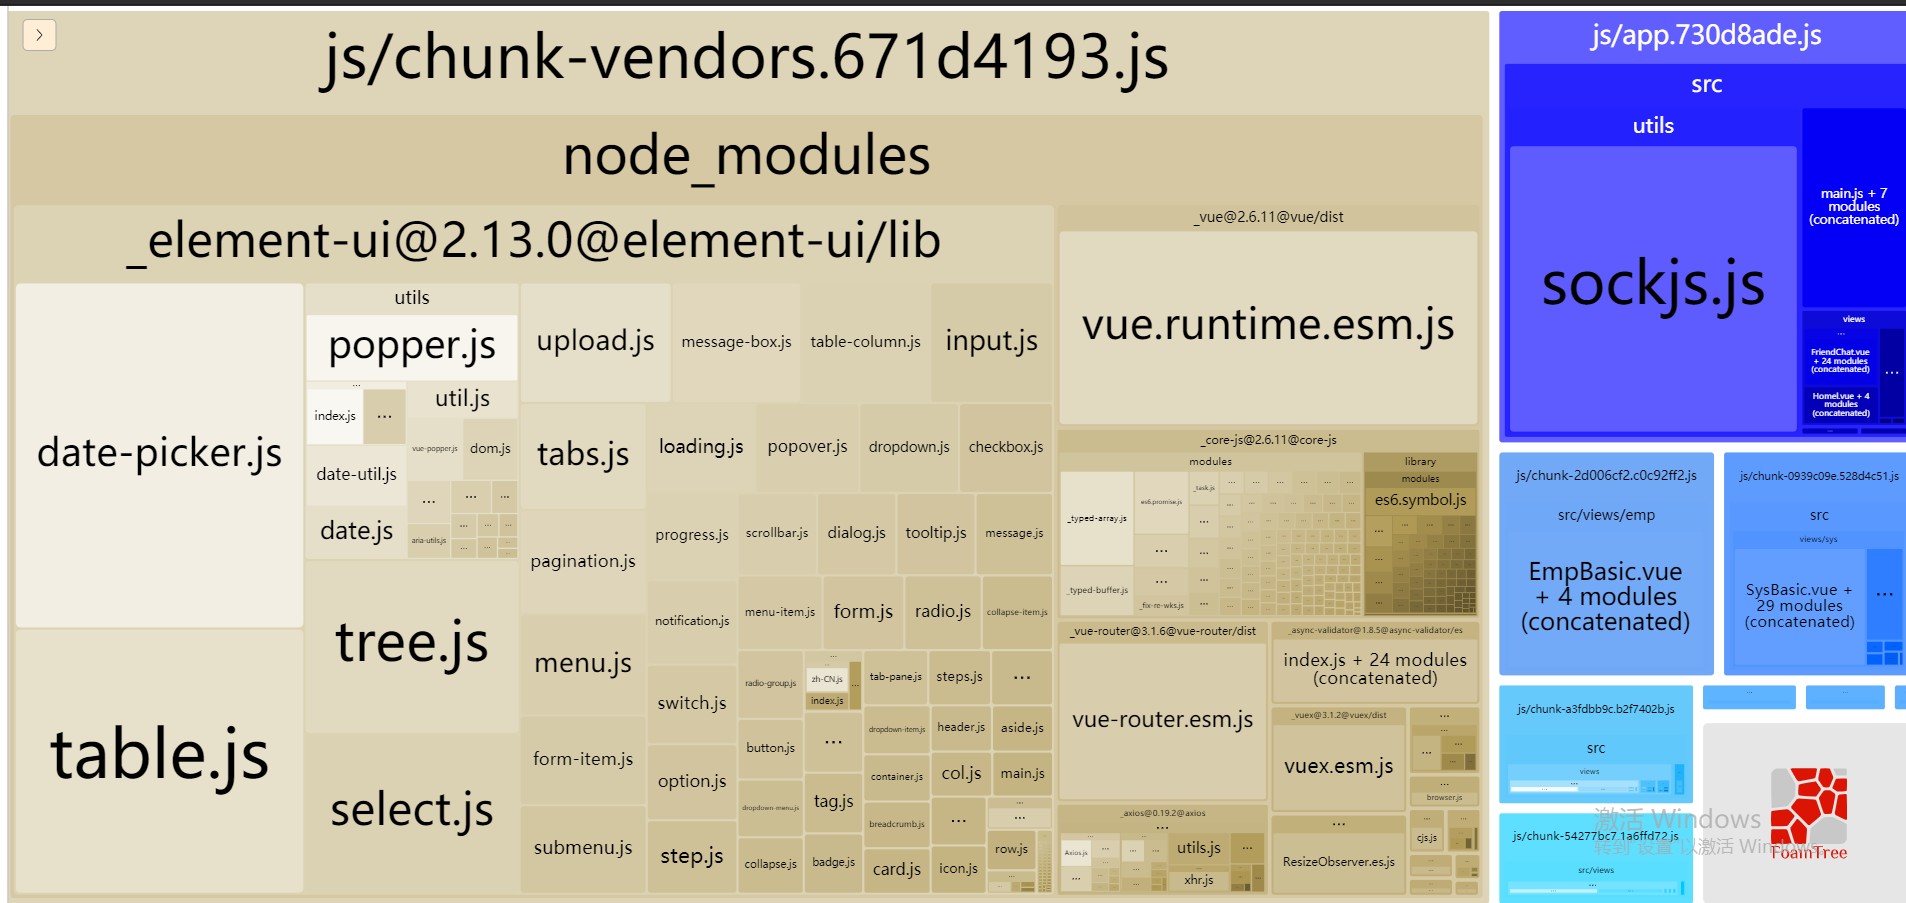 js/chunk-vendors.671d4193.js
node_modules
_element-ui@2.13.0@element-ui/lib
date-picker.js
table.js
utils
popper.js
...
index.js
...
util.js
vue-popper.js
dom.js
date-util.js
date.js
...
...
...
aria-utils.js
tree.js
select.js
upload.js
message-box.js
table-column.js
input.js
tabs.js
loading.js
popover.js
dropdown.js
checkbox.js
pagination.js
progress.js
scrollbar.js
dialog.js
tooltip.js
message.js
notification.js
menu-item.js
form.js
radio.js
collapse-item.js
menu.js
switch.js
radio-group.js
zh-CN.js
index.js
tab-pane.js
steps.js
...
form-item.js
option.js
button.js
...
dropdown-item.js
header.js
aside.js
container.js
col.js
main.js
submenu.js
step.js
dropdown-menu.js
tag.js
breadcrumb.js
...
...
collapse.js
badge.js
card.js
icon.js
row.js
_vue@2.6.11@vue/dist
vue.runtime.esm.js
_core-js@2.6.11@core-js
modules
_typed-array.js
es6.promise.js
_task.js
_typed-buffer.js
_fix-re-wks.js
library
modules
es6.symbol.js
_vue-router@3.1.6@vue-router/dist
vue-router.esm.js
_async-validator@1.8.5@async-validator/es
index.js + 24 modules
(concatenated)
_vuex@3.1.2@vuex/dist
vuex.esm.js
...
browser.js
_axios@0.19.2@axios
...
Axios.js
...
utils.js
xhr.js
...
...
ResizeObserver.es.js
cjs.js
js/app.730d8ade.js
src
utils
sockjs.js
main.js + 7
modules
(concatenated)
views
...
FriendChat.vue
+ 24 modules
(concatenated)
...
Homel.vue + 4
modules
(concatenated)
js/chunk-2d006cf2.c0c92ff2.js
src/views/emp
EmpBasic.vue
+ 4 modules
(concatenated)
js/chunk-0939c09e.528d4c51.js
src
views/sys
SysBasic.vue +
29 modules
(concatenated)
...
js/chunk-a3fdbb9c.b2f7402b.js
src
views
...
js/chunk-54277bc7.1a6ffd72.js
src/views
...
激活 Windows
转到"设置"以激活 Windows。
FoamTree